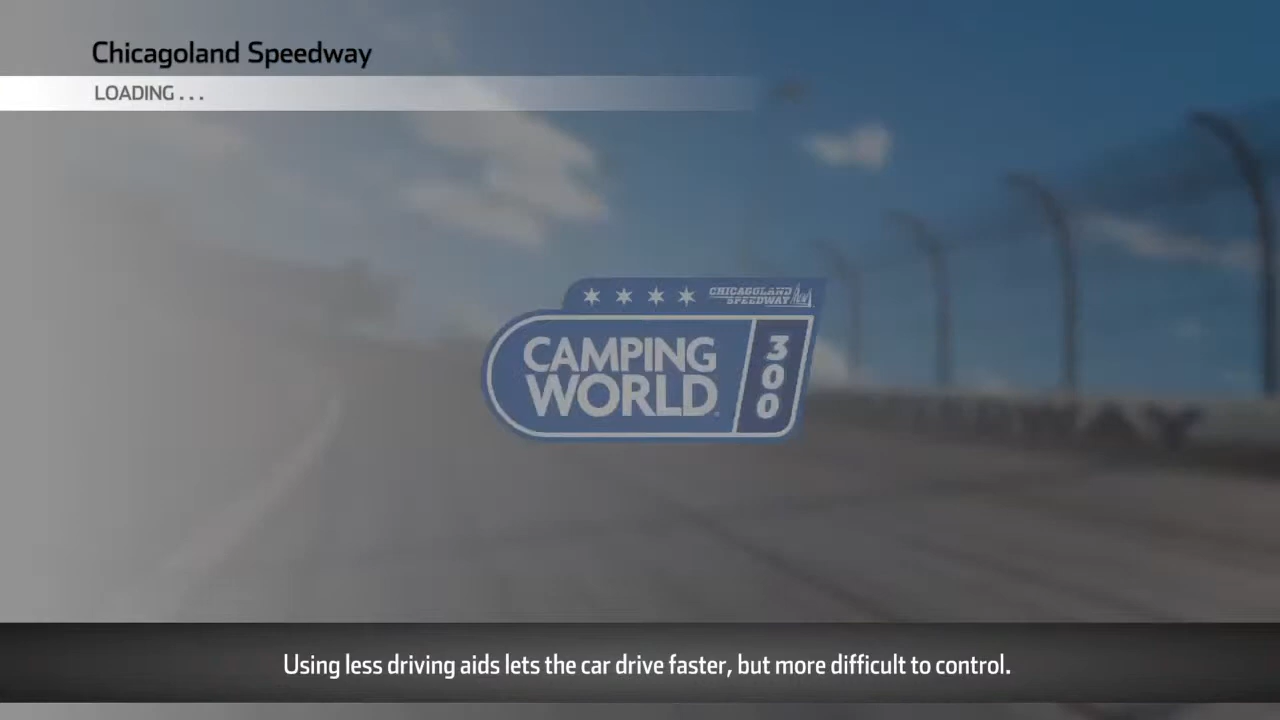 Chicagoland Speedway
LOADING . . .
CHICAGOLAND
SPEEDWAY
CAMPING
WORLD
300
Using less driving aids lets the car drive faster, but more difficult to control.